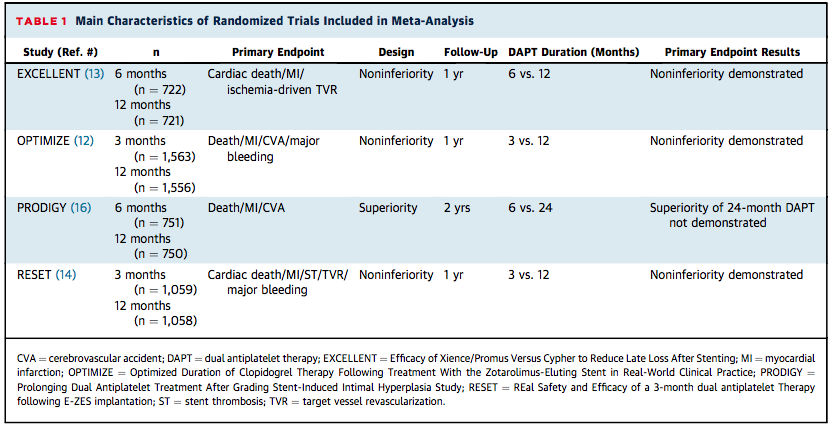 TABLE 1 Main Characteristics of Randomized Trials Included in Meta-Analysis
Study (Ref. #) n Primary Endpoint Design Follow-Up DAPT Duration (Months) Primary Endpoint Results
EXCELLENT (13) 6 months Cardiac death/MI/ Noninferiority 1 yr 6 vs. 12 Noninferiority demonstrated
(n = 722) ischemia-driven TVR
12 months
(n = 721)
OPTIMIZE (12) 3 months Death/MI/CVA/major Noninferiority 1 yr 3 vs. 12 Noninferiority demonstrated
(n = 1,563) bleeding
12 months
(n = 1,556)
PRODIGY (16) 6 months Death/MI/CVA Superiority 2 yrs 6 vs. 24 Superiority of 24-month DAPT
(n = 751) not demonstrated
12 months
(n = 750)
RESET (14) 3 months Cardiac death/MI/ST/TVR/ Noninferiority 1 yr 3 vs. 12 Noninferiority demonstrated
(n = 1,059) major bleeding
12 months
(n = 1,058)
CVA = cerebrovascular accident; DAPT = dual antiplatelet therapy; EXCELLENT = Efficacy of Xience/Promus Versus Cypher to Reduce Late Loss After Stenting; MI = myocardial
infarction; OPTIMIZE = Optimized Duration of Clopidogrel Therapy Following Treatment With the Zotarolimus-Eluting Stent in Real-World Clinical Practice; PRODIGY =
Prolonging Dual Antiplatelet Treatment After Grading Stent-Induced Intimal Hyperplasia Study; RESET = REal Safety and Efficacy of a 3-month dual antiplatelet Therapy
following E-ZES implantation; ST = stent thrombosis; TVR = target vessel revascularization.